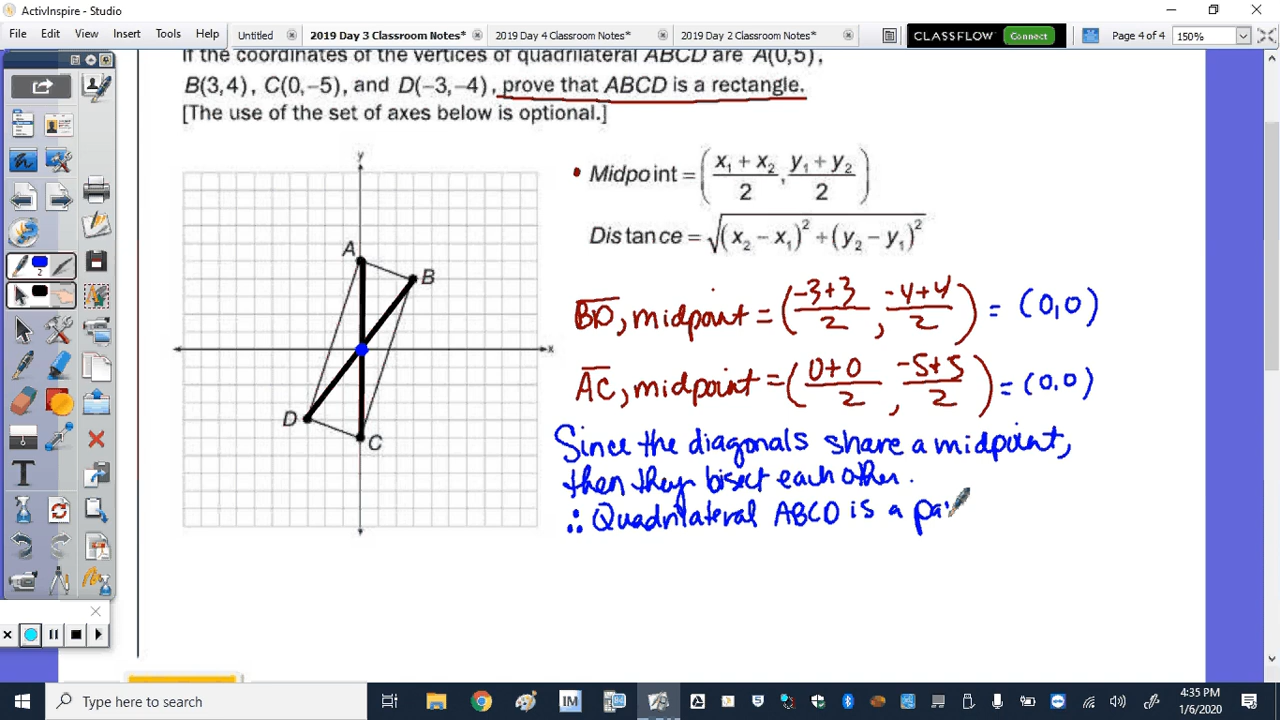 ActivInspire - Studio
File Edit View Insert Tools Help
Untitled
2019 Day 3 Classroom Notes*
2019 Day 4 Classroom Notes*
2019 Day 2 Classroom Notes*
CLASSFLOW Connect
Page 4 of 4
150%
If the coordinates of the vertices of quadrilateral ABCD are A(0,5),
B(3,4), C(0,−5), and D(−3,−4), prove that ABCD is a rectangle.
[The use of the set of axes below is optional.]
y
x
A
B
C
D
• Midpoint = (x₁ + x₂ / 2 , y₁ + y₂ / 2)
Distance = √(x₂ − x₁)² + (y₂ − y₁)²
BD, midpoint = (-3+3 / 2 , -4+4 / 2) = (0,0)
AC, midpoint = (0+0 / 2 , -5+5 / 2) = (0,0)
Since the diagonals share a midpoint,
then they bisect each other.
∴ Quadrilateral ABCD is a pa
2
T
Type here to search
IM
5
4:35 PM
1/6/2020